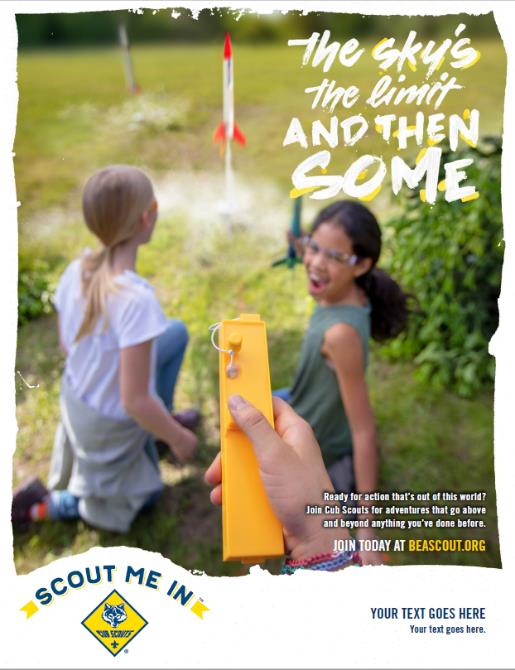 The sky's
the limit
AND THEN
SOME
Ready for action that's out of this world?
Join Cub Scouts for adventures that go above
and beyond anything you've done before.
JOIN TODAY AT BEASCOUT.ORG
SCOUT ME IN™
CUB SCOUTS®
YOUR TEXT GOES HERE
Your text goes here.